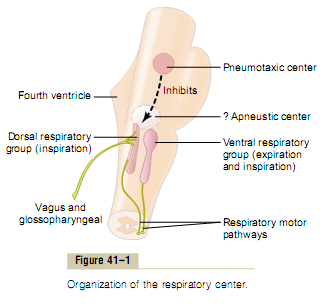 Pneumotaxic center
Inhibits
Fourth ventricle
? Apneustic center
Dorsal respiratory
group (inspiration)
Ventral respiratory
group (expiration
and inspiration)
Vagus and
glossopharyngeal
Respiratory motor
pathways
Figure 41–1
Organization of the respiratory center.